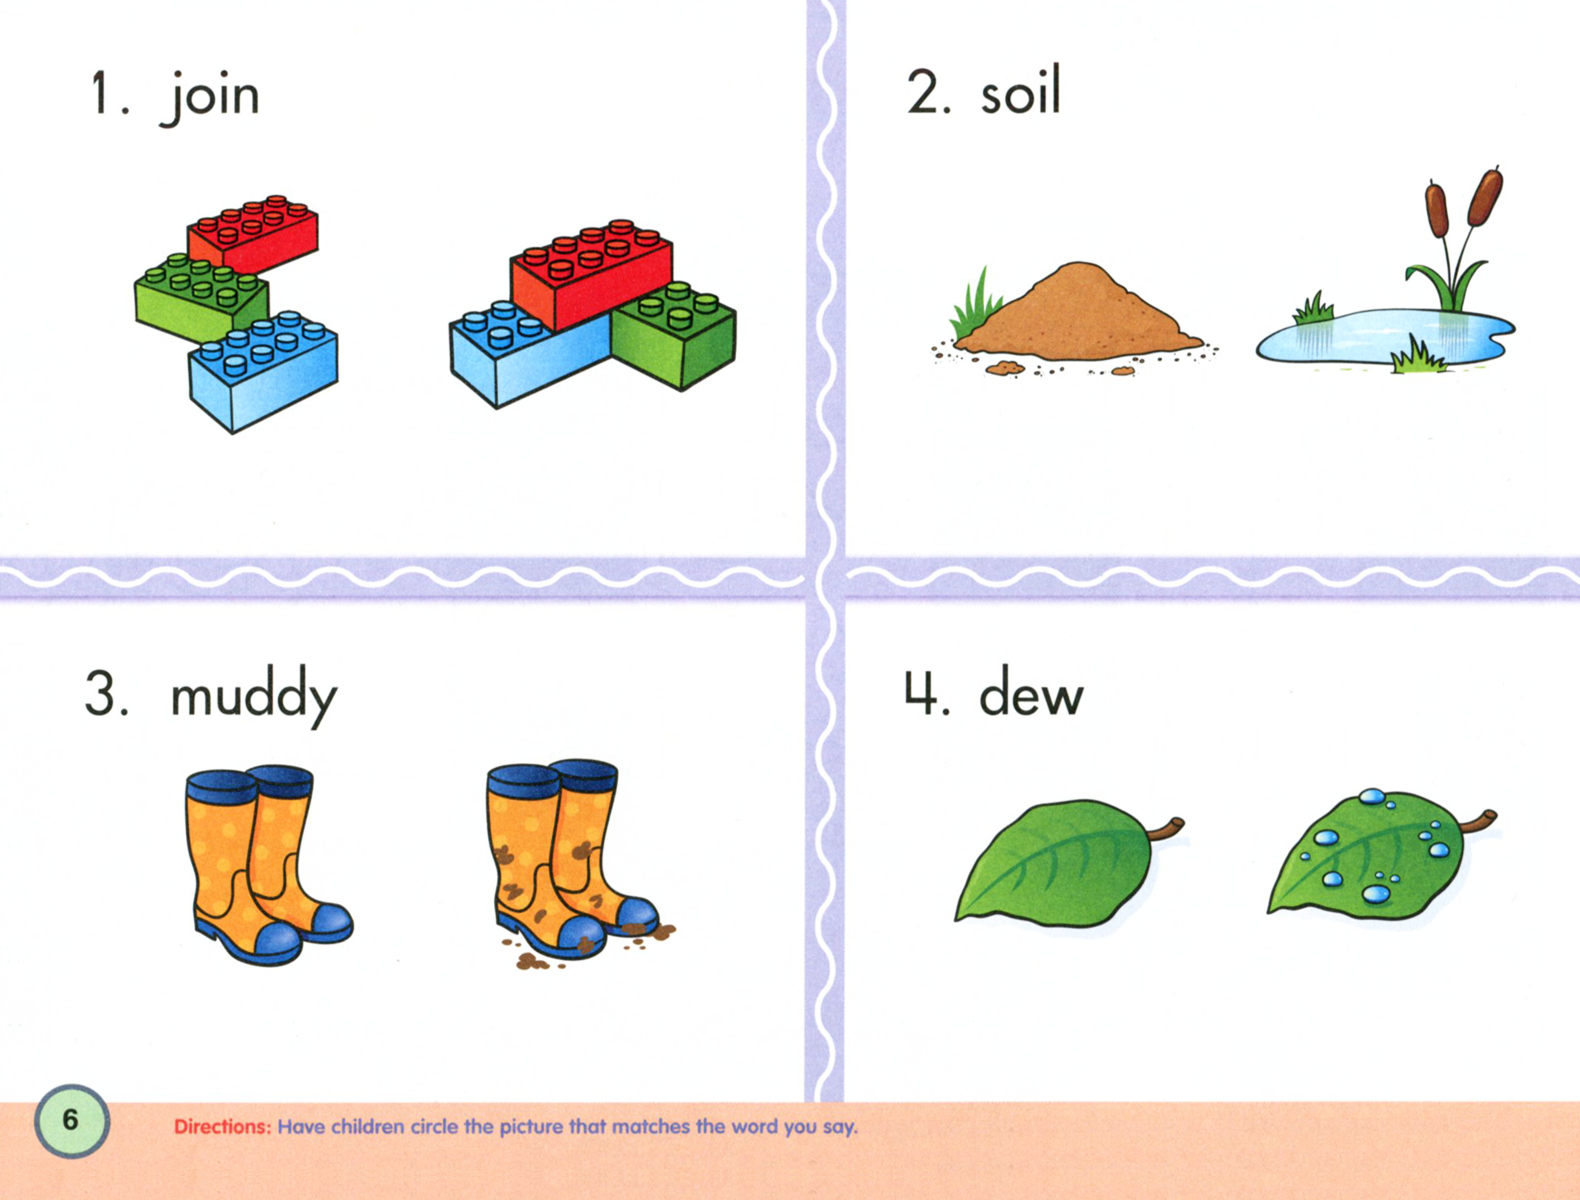 1. join
2. soil
3. muddy
4. dew
6
Directions: Have children circle the picture that matches the word you say.